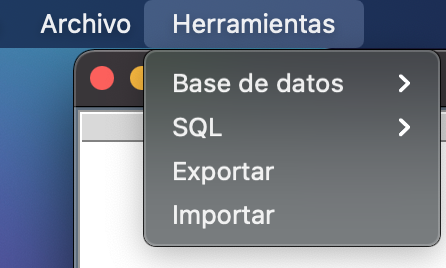 Archivo Herramientas
Base de datos
SQL
Exportar
Importar